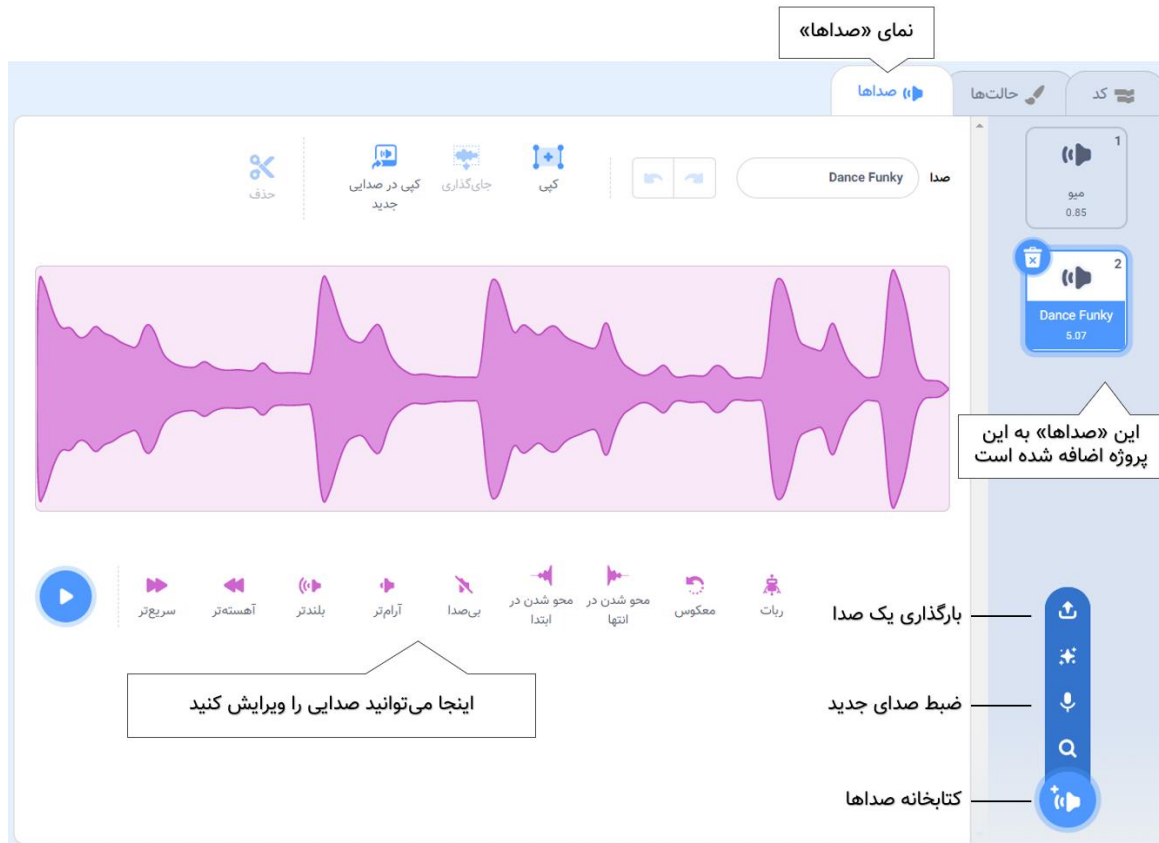 نمای «صداها»
کد
حالت‌ها
صداها
1
میو
0.85
2
Dance Funky
5.07
صدا
Dance Funky
کپی
جای‌گذاری
کپی در صدایی
جدید
حذف
این «صداها» به این
پروژه اضافه شده است
ربات
معکوس
محو شدن در
انتها
محو شدن در
ابتدا
بی‌صدا
آرام‌تر
بلندتر
آهسته‌تر
سریع‌تر
اینجا می‌توانید صدایی را ویرایش کنید
بارگذاری یک صدا
ضبط صدای جدید
کتابخانه صداها